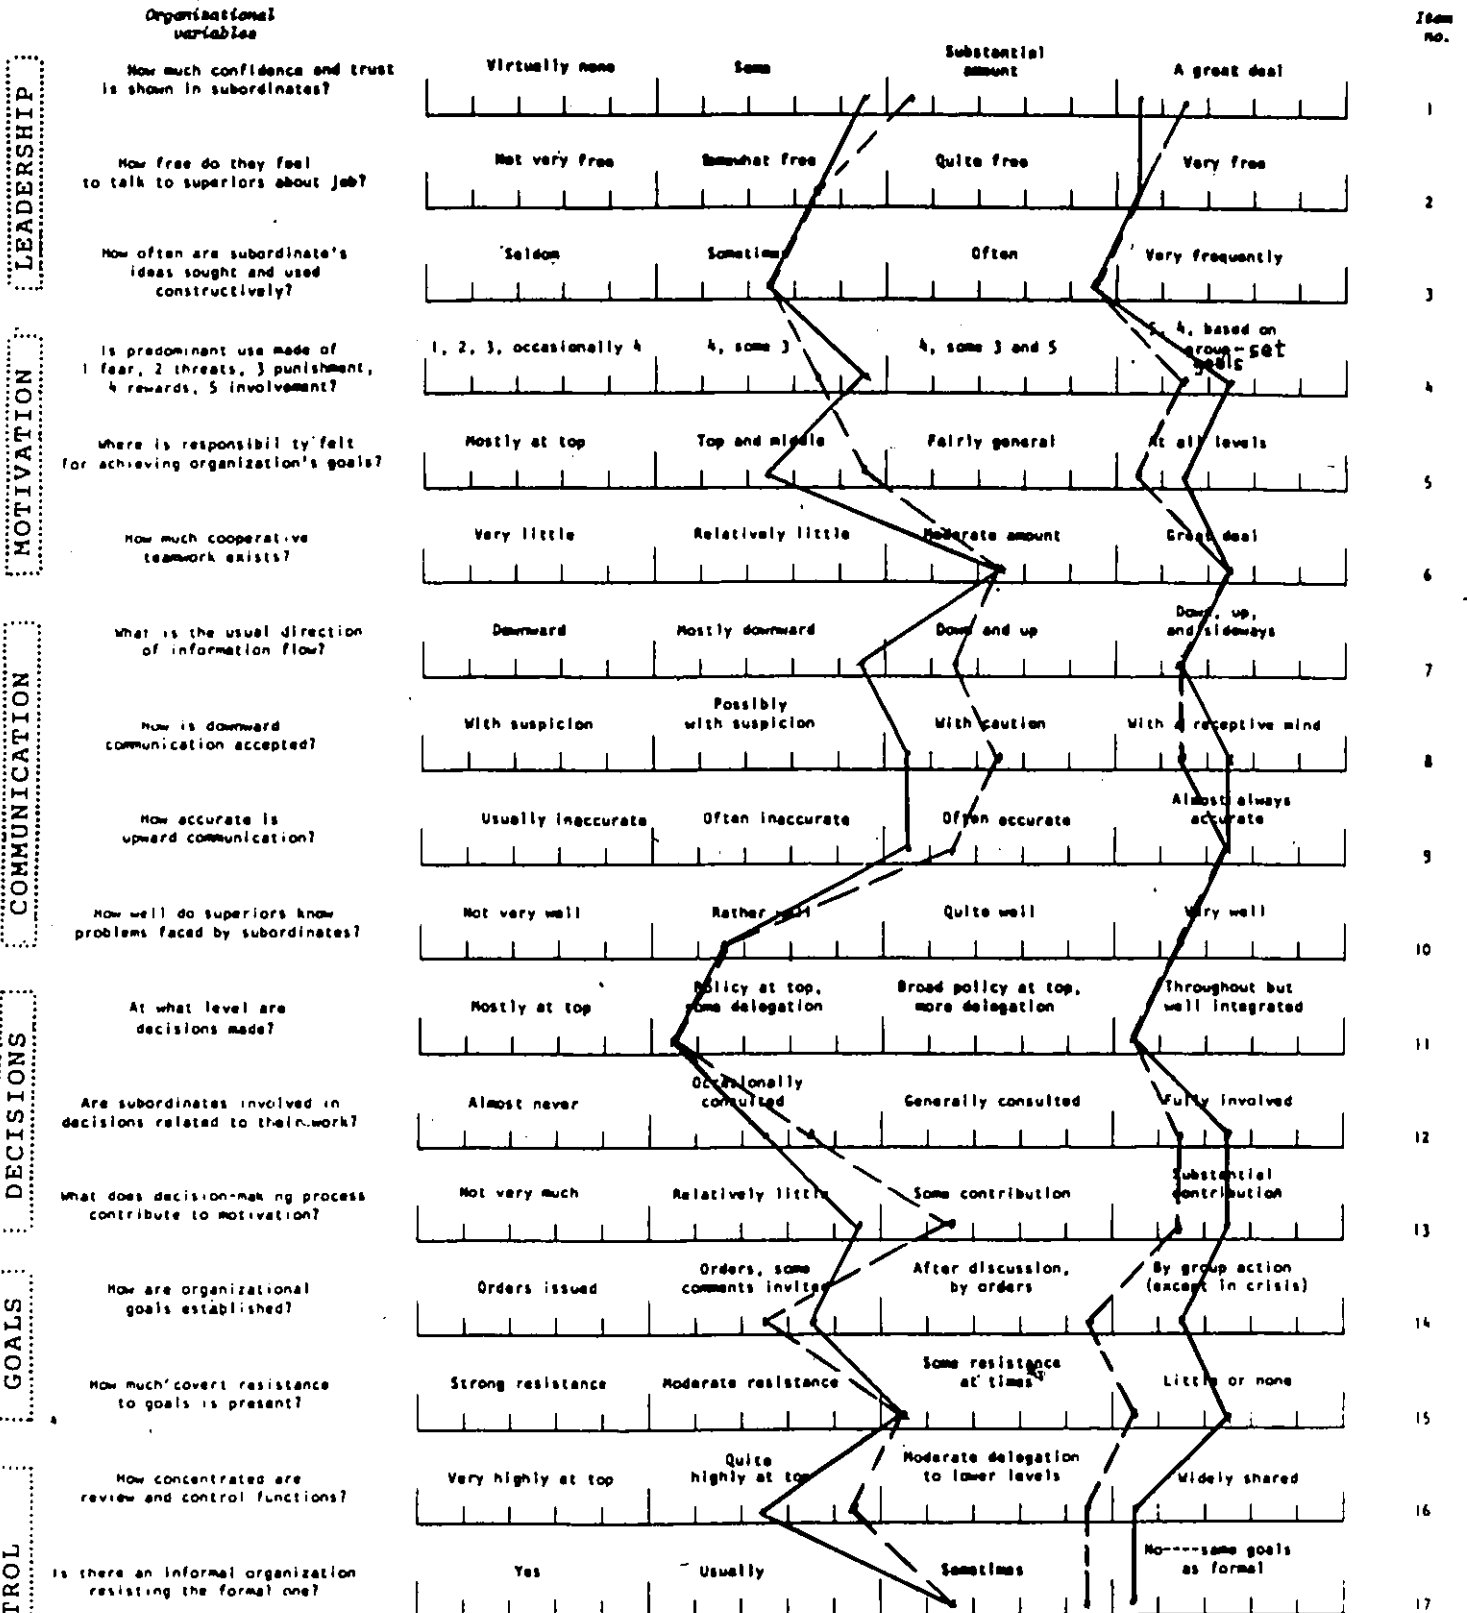 Organisational
variables
Item
no.
LEADERSHIP
How much confidence and trust
is shown in subordinates?
Virtually none
Some
Substantial
amount
A great deal
1
How free do they feel
to talk to superiors about job?
Not very free
Somewhat free
Quite free
Very free
2
How often are subordinate's
ideas sought and used
constructively?
Seldom
Sometimes
Often
Very frequently
3
MOTIVATION
Is predominant use made of
1 fear, 2 threats, 3 punishment,
4 rewards, 5 involvement?
1, 2, 3, occasionally 4
4, some 3
4, some 3 and 5
5, 4, based on
group-set
goals
4
Where is responsibil ty felt
for achieving organization's goals?
Mostly at top
Top and middle
Fairly general
At all levels
5
How much cooperative
teamwork exists?
Very little
Relatively little
Moderate amount
Great deal
6
COMMUNICATION
What is the usual direction
of information flow?
Downward
Mostly downward
Down and up
Down, up,
and sideways
7
How is downward
communication accepted?
With suspicion
Possibly
with suspicion
With caution
With a receptive mind
8
How accurate is
upward communication?
Usually inaccurate
Often inaccurate
Often accurate
Almost always
accurate
9
How well do superiors know
problems faced by subordinates?
Not very well
Rather well
Quite well
Very well
10
DECISIONS
At what level are
decisions made?
Mostly at top
Policy at top,
some delegation
Broad policy at top,
more delegation
Throughout but
well integrated
11
Are subordinates involved in
decisions related to their work?
Almost never
Occasionally
consulted
Generally consulted
Fully involved
12
What does decision-mak ng process
contribute to motivation?
Not very much
Relatively little
Some contribution
Substantial
contribution
13
GOALS
How are organizational
goals established?
Orders issued
Orders, some
comments invited
After discussion,
by orders
By group action
(except in crisis)
14
How much covert resistance
to goals is present?
Strong resistance
Moderate resistance
Some resistance
at times
Little or none
15
TROL
How concentrated are
review and control functions?
Very highly at top
Quite
highly at top
Moderate delegation
to lower levels
Widely shared
16
Is there an informal organization
resisting the formal one?
Yes
Usually
Sometimes
No----same goals
as formal
17